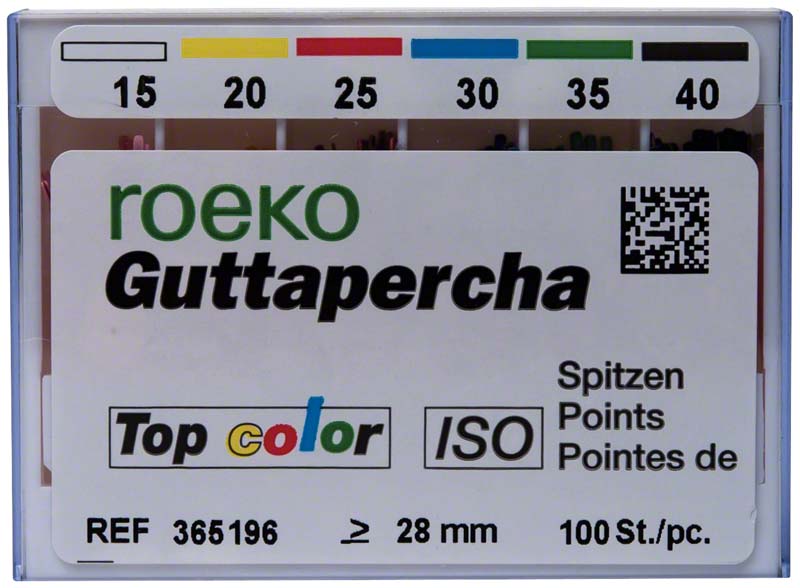 15 20 25 30 35 40
roeko
Guttapercha
Top color ISO
Spitzen
Points
Pointes de
REF 365196 ≥ 28 mm 100 St./pc.